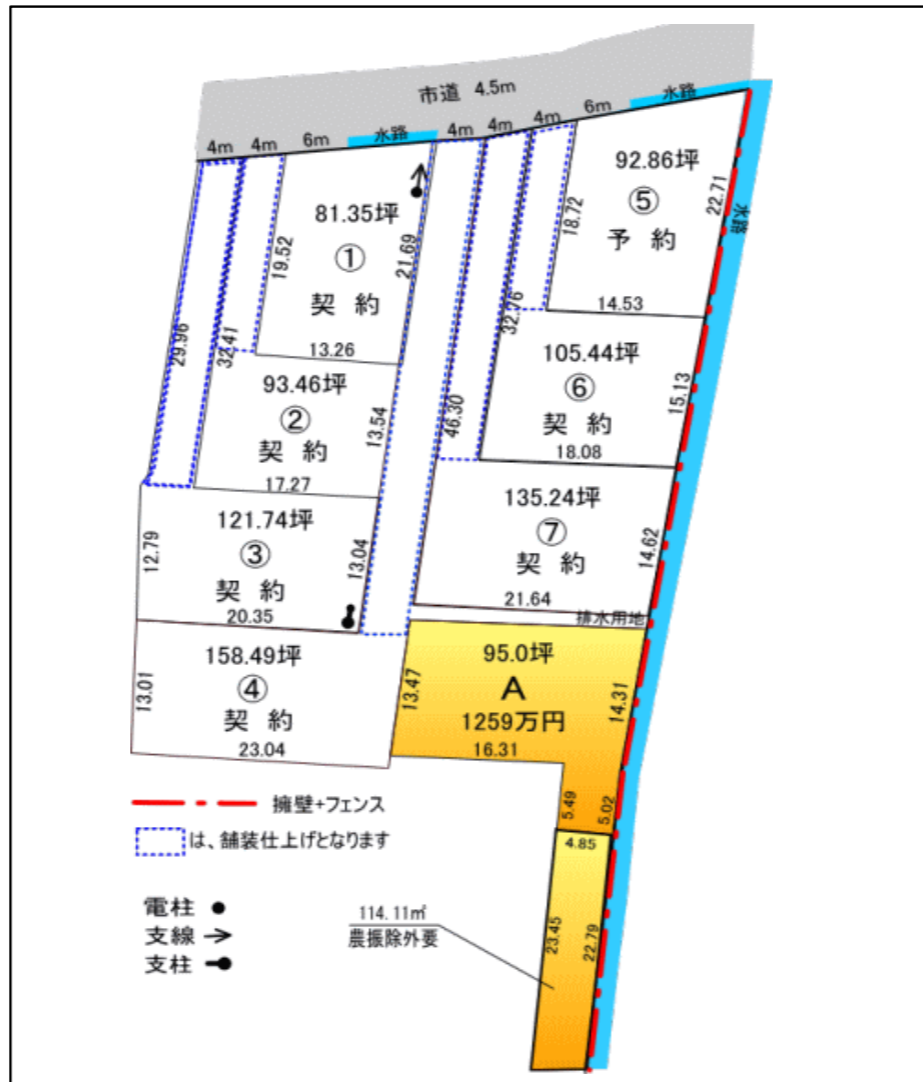 市道 4.5m
水路
4m
4m
6m
水路
4m
4m
4m
6m
81.35坪
①
契 約
19.52
21.69
13.26
92.86坪
⑤
予 約
18.72
22.71
水路
14.53
29.96
32.41
93.46坪
②
契 約
13.54
17.27
32.76
46.30
105.44坪
⑥
契 約
15.13
18.08
12.79
121.74坪
③
契 約
13.04
20.35
135.24坪
⑦
契 約
14.62
21.64
排水用地
13.01
158.49坪
④
契 約
23.04
95.0坪
A
1259万円
13.47
14.31
16.31
5.49
5.02
4.85
23.45
22.79
擁壁+フェンス
は、舗装仕上げとなります
電柱
支線
支柱
114.11㎡
農振除外要